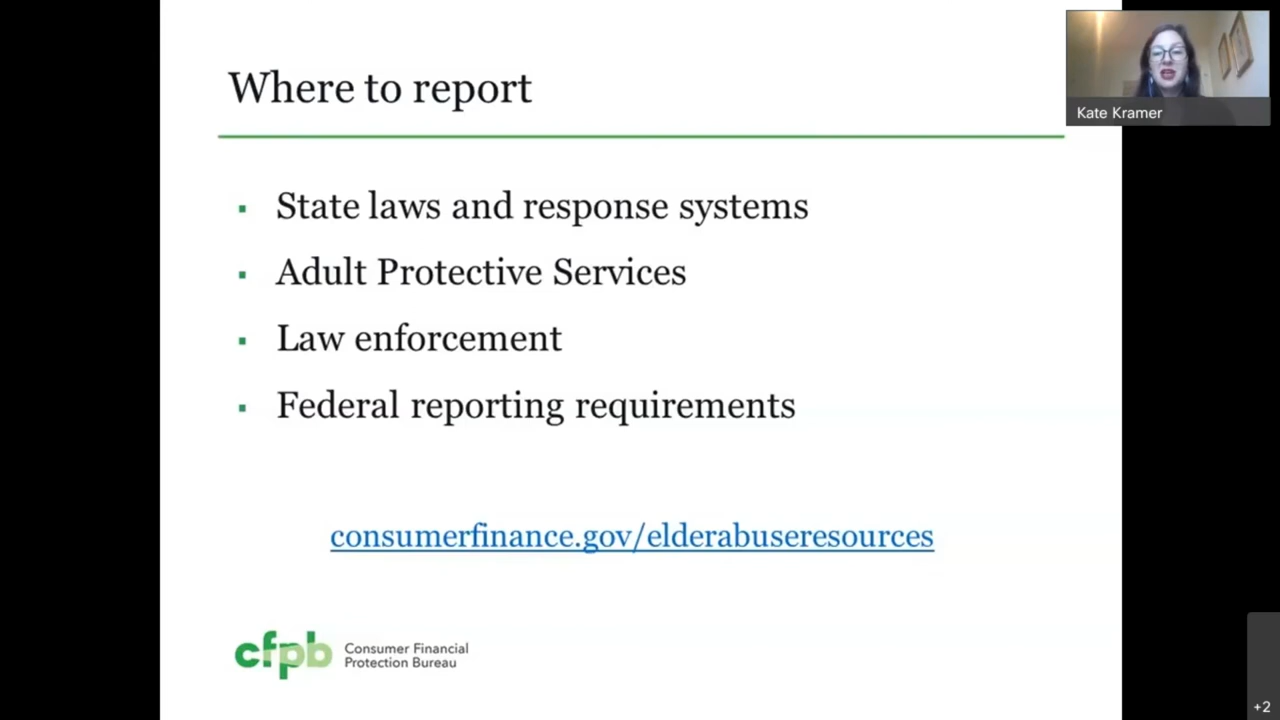 Where to report
Kate Kramer
▪ State laws and response systems
▪ Adult Protective Services
▪ Law enforcement
▪ Federal reporting requirements
consumerfinance.gov/elderabuseresources
cfpb
Consumer Financial
Protection Bureau
+2